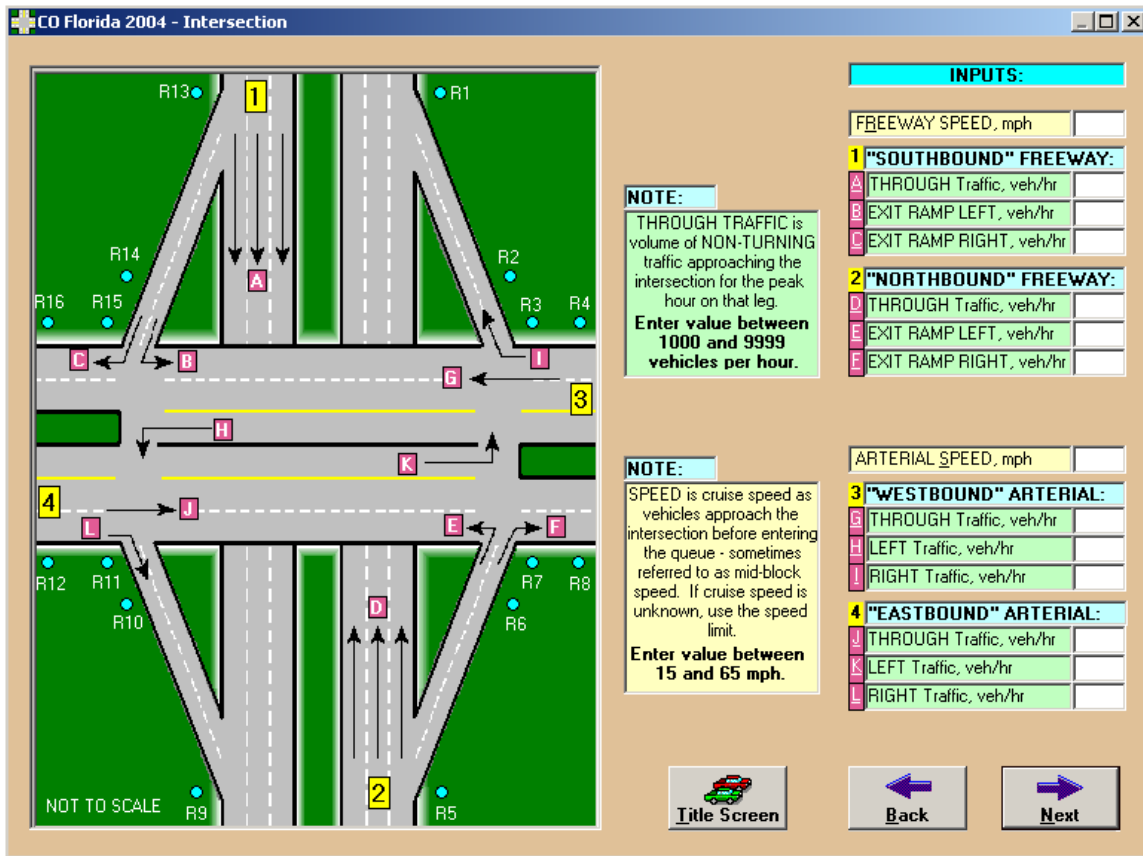 CO Florida 2004 - Intersection
R13
1
R1
R14
A
R2
R16
R15
R3
R4
C
B
I
G
3
H
K
4
J
L
E
F
R12
R11
R7
R8
D
R10
R6
2
NOT TO SCALE
R9
R5
NOTE:
THROUGH TRAFFIC is
volume of NON-TURNING
traffic approaching the
intersection for the peak
hour on that leg.
Enter value between
1000 and 9999
vehicles per hour.
NOTE:
SPEED is cruise speed as
vehicles approach the
intersection before entering
the queue - sometimes
referred to as mid-block
speed. If cruise speed is
unknown, use the speed
limit.
Enter value between
15 and 65 mph.
INPUTS:
FREEWAY SPEED, mph
1 "SOUTHBOUND" FREEWAY:
A THROUGH Traffic, veh/hr
B EXIT RAMP LEFT, veh/hr
C EXIT RAMP RIGHT, veh/hr
2 "NORTHBOUND" FREEWAY:
D THROUGH Traffic, veh/hr
E EXIT RAMP LEFT, veh/hr
F EXIT RAMP RIGHT, veh/hr
ARTERIAL SPEED, mph
3 "WESTBOUND" ARTERIAL:
G THROUGH Traffic, veh/hr
H LEFT Traffic, veh/hr
I RIGHT Traffic, veh/hr
4 "EASTBOUND" ARTERIAL:
J THROUGH Traffic, veh/hr
K LEFT Traffic, veh/hr
L RIGHT Traffic, veh/hr
Title Screen
Back
Next